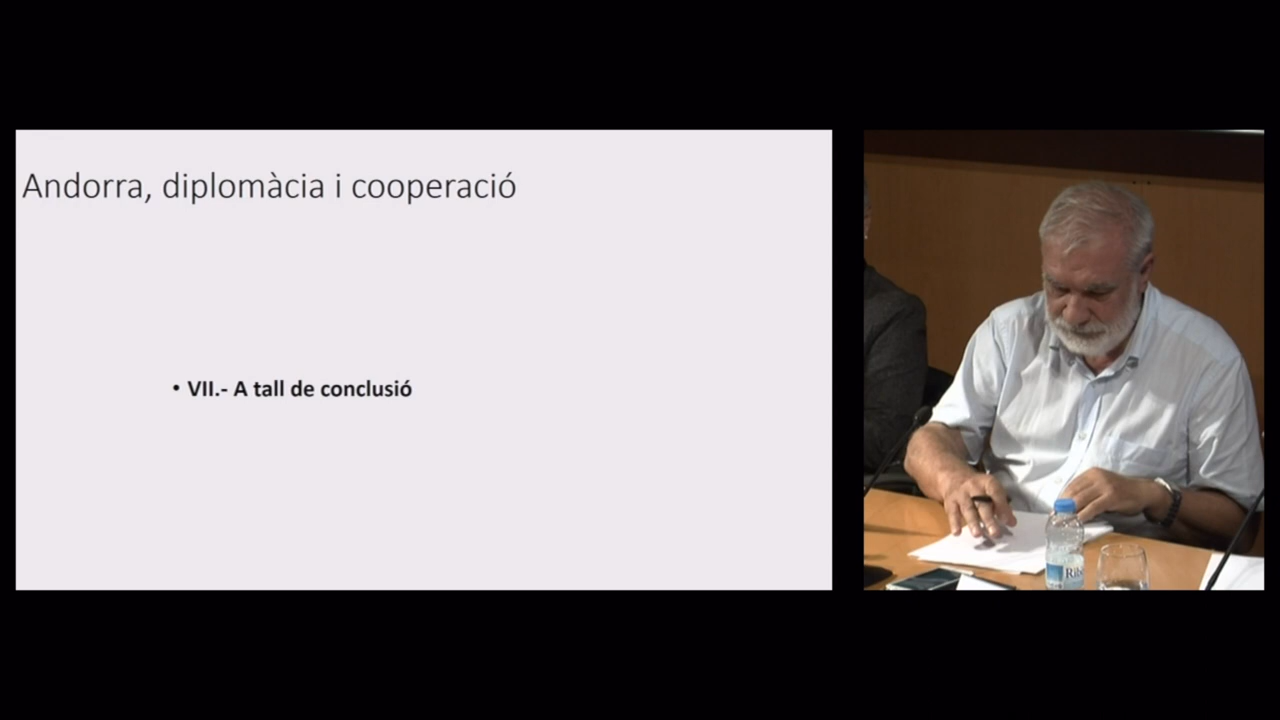 Andorra, diplomàcia i cooperació
• VII.- A tall de conclusió